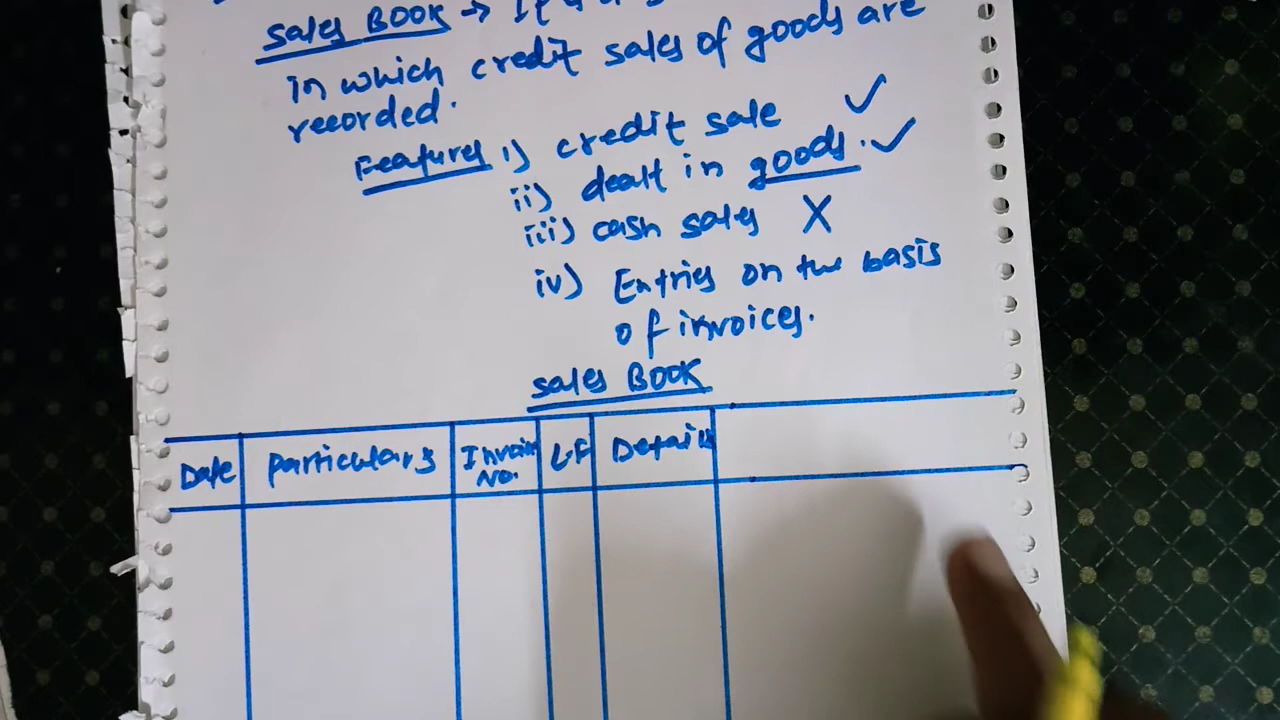 Sales BOOK →
in which credit sales of goods are
recorded.
Features i) credit sale ✓
ii) dealt in goods. ✓
iii) cash sales X
iv) Entries on the basis
of invoices.
Sales BOOK
Date Particulars Invoice No. L.F Details